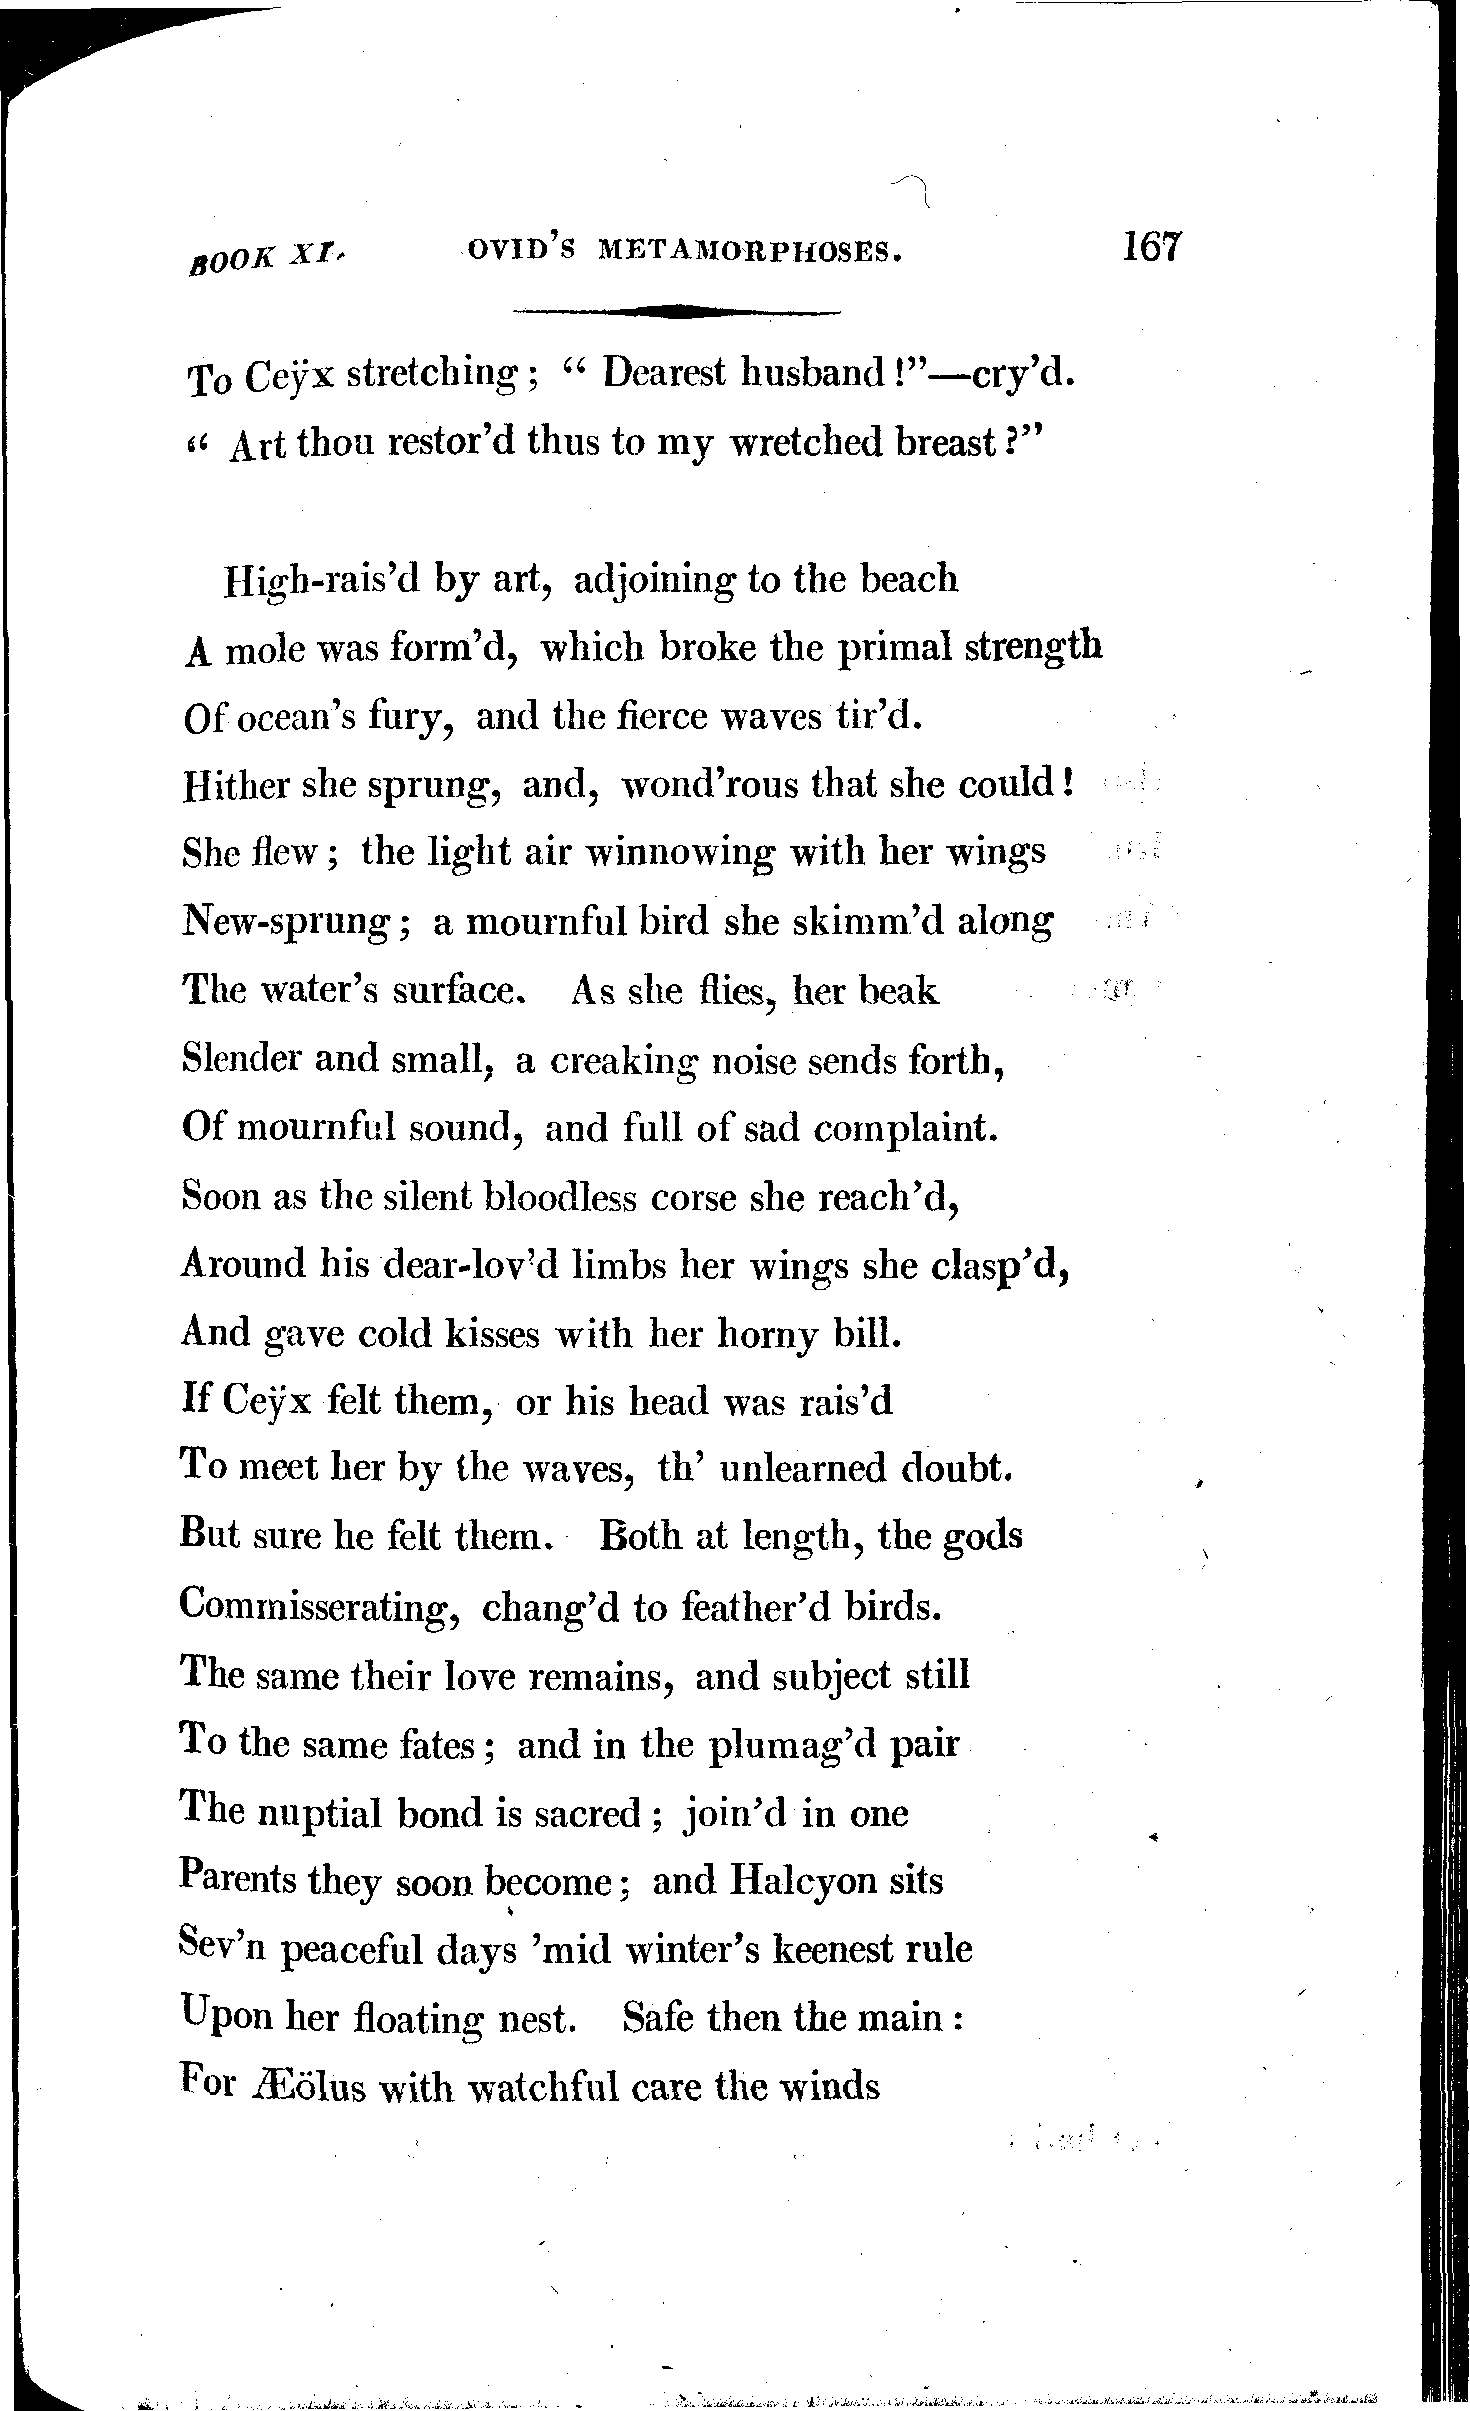 BOOK XI. OVID'S METAMORPHOSES. 167
To Ceÿx stretching; " Dearest husband!"—cry'd.
" Art thou restor'd thus to my wretched breast?"
High-rais'd by art, adjoining to the beach
A mole was form'd, which broke the primal strength
Of ocean's fury, and the fierce waves tir'd.
Hither she sprung, and, wond'rous that she could!
She flew; the light air winnowing with her wings
New-sprung; a mournful bird she skimm'd along
The water's surface. As she flies, her beak
Slender and small, a creaking noise sends forth,
Of mournful sound, and full of sad complaint.
Soon as the silent bloodless corse she reach'd,
Around his dear-lov'd limbs her wings she clasp'd,
And gave cold kisses with her horny bill.
If Ceÿx felt them, or his head was rais'd
To meet her by the waves, th' unlearned doubt.
But sure he felt them. Both at length, the gods
Commisserating, chang'd to feather'd birds.
The same their love remains, and subject still
To the same fates; and in the plumag'd pair
The nuptial bond is sacred; join'd in one
Parents they soon become; and Halcyon sits
Sev'n peaceful days 'mid winter's keenest rule
Upon her floating nest. Safe then the main:
For Æölus with watchful care the winds